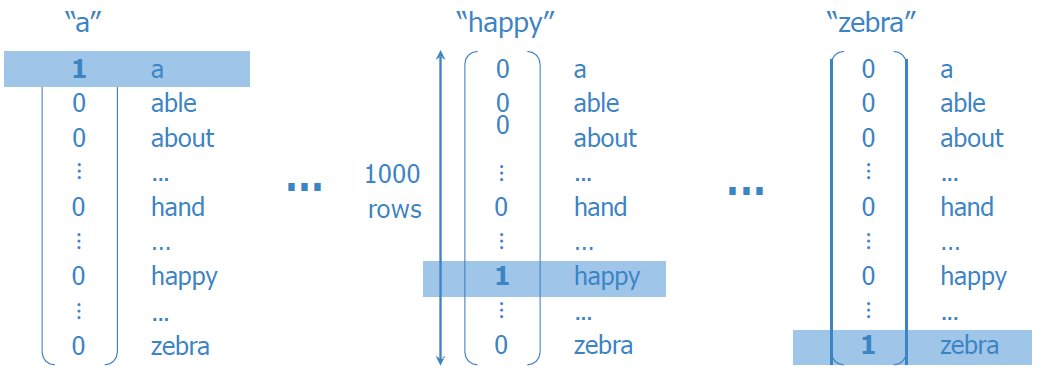 “a” “happy” “zebra”
1 a 0 a 0 a
0 able 0 able 0 able
0 about 0 about 0 about
⋮ ... ⋮ ... ⋮ ...
... 1000 rows ...
0 hand 0 hand 0 hand
⋮ ... ⋮ ... ⋮ ...
0 happy 1 happy 0 happy
⋮ ... ⋮ ... ⋮ ...
0 zebra 0 zebra 1 zebra